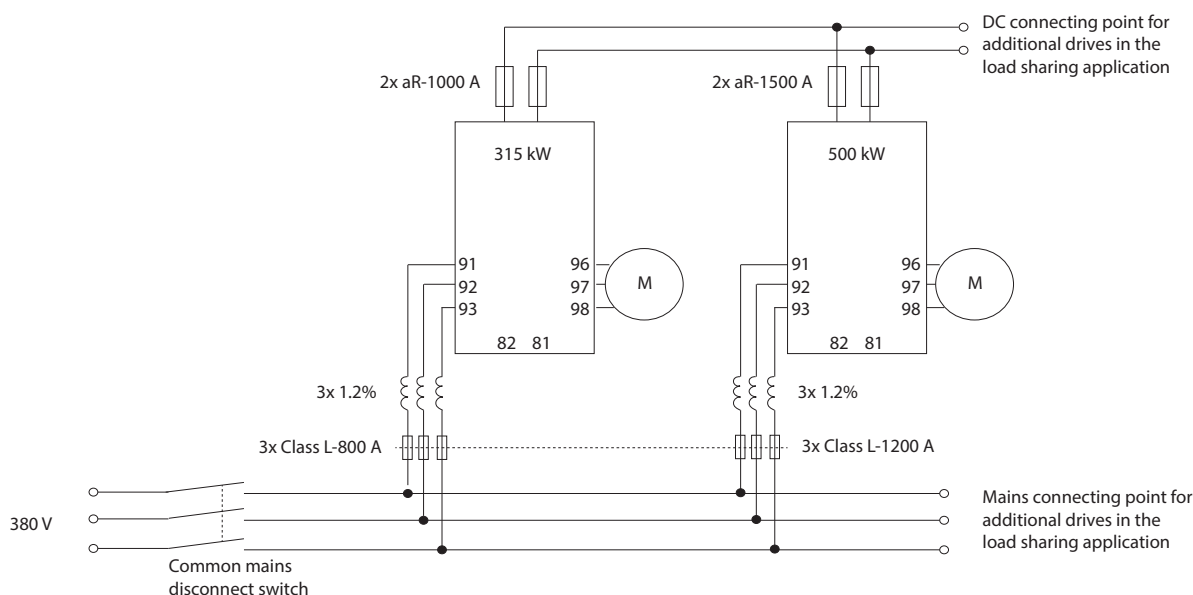 DC connecting point for
additional drives in the
load sharing application
2x aR-1000 A
2x aR-1500 A
315 kW
500 kW
91
92
93
96
97
98
M
82 81
91
92
93
96
97
98
M
82 81
3x 1.2%
3x 1.2%
3x Class L-800 A
3x Class L-1200 A
380 V
Common mains
disconnect switch
Mains connecting point for
additional drives in the
load sharing application